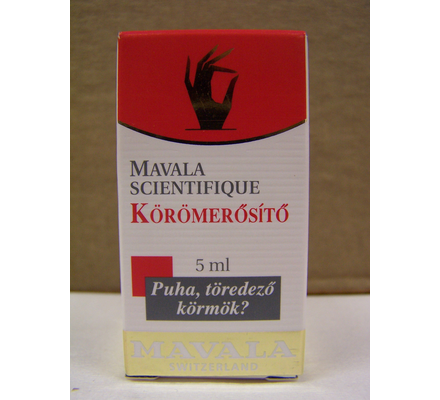 MAVALA
SCIENTIFIQUE
KÖRÖMERŐSÍTŐ
5 ml
Puha, töredező
körmök?
MAVALA
SWITZERLAND